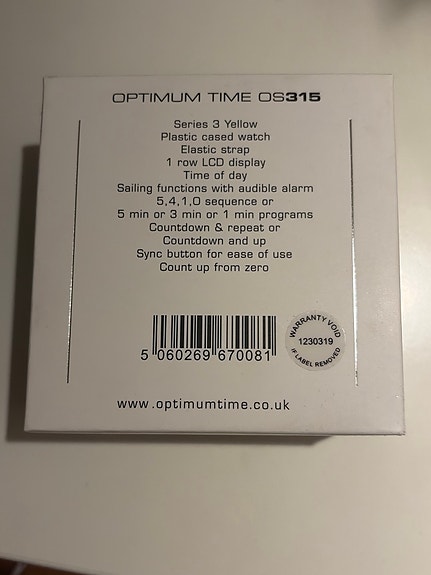 OPTIMUM TIME OS315
Series 3 Yellow
Plastic cased watch
Elastic strap
1 row LCD display
Time of day
Sailing functions with audible alarm
5,4,1,0 sequence or
5 min or 3 min or 1 min programs
Countdown & repeat or
Countdown and up
Sync button for ease of use
Count up from zero
5 060269 670081
WARRANTY VOID
1230319
IF LABEL REMOVED
www.optimumtime.co.uk